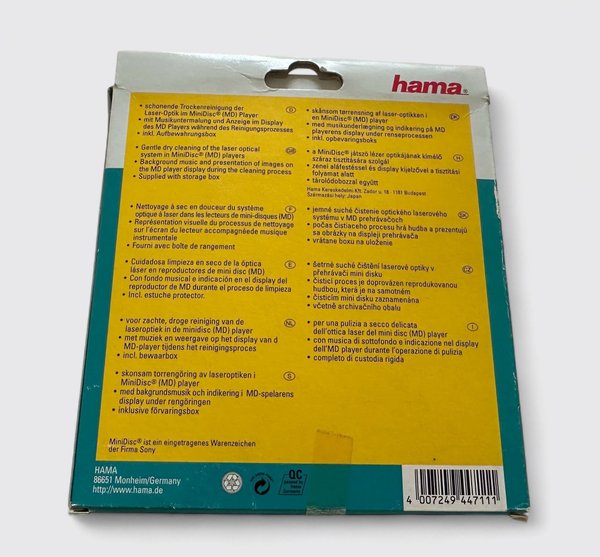 hama®
• schonende Trockenreinigung der
Laser-Optik im MiniDisc® (MD) Player
• mit Musikuntermalung und Anzeige im Display
des MD Players während des Reinigungsprozesses
• inkl. Aufbewahrungsbox
D
• Gentle dry cleaning of the laser optical
system in MiniDisc® (MD) players
• Background music and presentation of images on
the MD player display during the cleaning process
• Supplied with storage box
GB
• Nettoyage à sec en douceur du système
optique à laser dans les lecteurs de mini-disques (MD)
• Représentation visuelle du processus de nettoyage
sur l'écran du lecteur accompagnée de musique
instrumentale
• Fourni avec boîte de rangement
F
• Cuidadosa limpieza en seco de la óptica
láser en reproductores de mini disc (MD)
• Con fondo musical e indicación en el display del
reproductor de MD durante el proceso de limpieza
• Incl. estuche protector.
E
• voor zachte, droge reiniging van de
laseroptiek in de minidisc (MD) player
• met muziek en weergave op het display van d
MD-player tijdens het reinigingsproces
• incl. bewaarbox
NL
• skonsam torrengöring av laseroptiken i
MiniDisc® (MD) player
• med bakgrundsmusik och indikering i MD-spelarens
display under rengöringen
• inklusive förvaringsbox
S
MiniDisc® ist ein eingetragenes Warenzeichen
der Firma Sony
• skånsom tørrensning af laser-optikken i
en MiniDisc® (MD) player
• med musikunderlægning og indikering på MD
playerens display under renseprocessen
• inkl. opbevaringsboks
DK
• a MiniDisc® játszó lézer optikájának kímélő
száraz tisztítására szolgál
• zenei aláfestéssel és display kijelzővel a tisztítási
folyamat alatt
• tárolódobozzal együtt
H
Hama Kereskedelmi Kft. Zador u. 18 · 1181 Budapest
Származási hely: Japan
• jemné suché čistenie optického laserového
systému v MD prehrávačoch
• počas čistiaceho procesu hrá hudba a prezentujú
sa obrázky na displeji prehrávača
• vrátane boxu na uloženie
SK
• šetrné suché čištění laserové optiky v
přehrávači mini disku
• čisticí proces je doprovázen reprodukovanou
hudbou, která je na samotném
• čisticím mini disku zaznamenána
• včetně archivačního obalu
CZ
• per una pulizia a secco delicata
dell'ottica laser del mini disc (MD) player
• con musica di sottofondo e indicazione nel display
dell'MD player durante l'operazione di pulizia
• completo di custodia rigida
I
HAMA
86651 Monheim/Germany
http://www.hama.de
QC
4 007249 447111